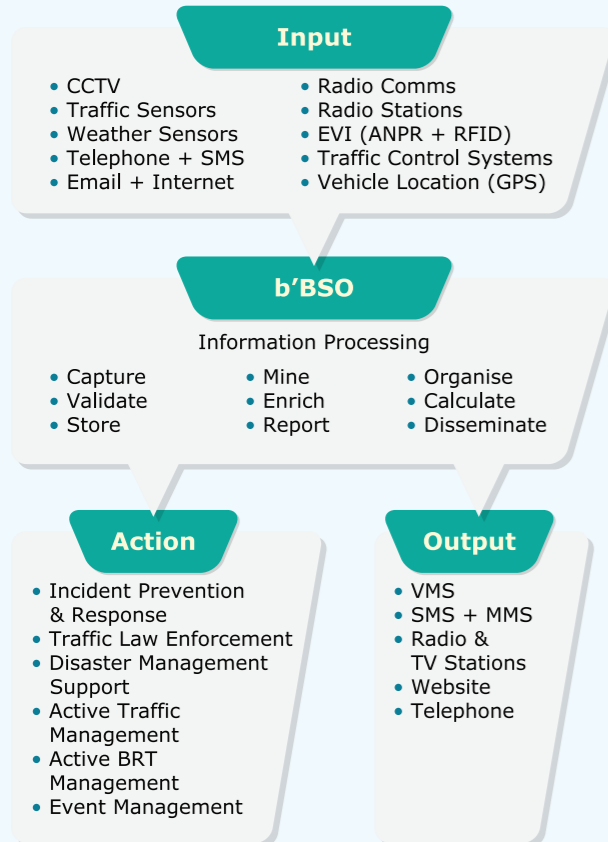 Input
• CCTV
• Traffic Sensors
• Weather Sensors
• Telephone + SMS
• Email + Internet
• Radio Comms
• Radio Stations
• EVI (ANPR + RFID)
• Traffic Control Systems
• Vehicle Location (GPS)
b’BSO
Information Processing
• Capture
• Validate
• Store
• Mine
• Enrich
• Report
• Organise
• Calculate
• Disseminate
Action
• Incident Prevention
& Response
• Traffic Law Enforcement
• Disaster Management
Support
• Active Traffic
Management
• Active BRT
Management
• Event Management
Output
• VMS
• SMS + MMS
• Radio &
TV Stations
• Website
• Telephone